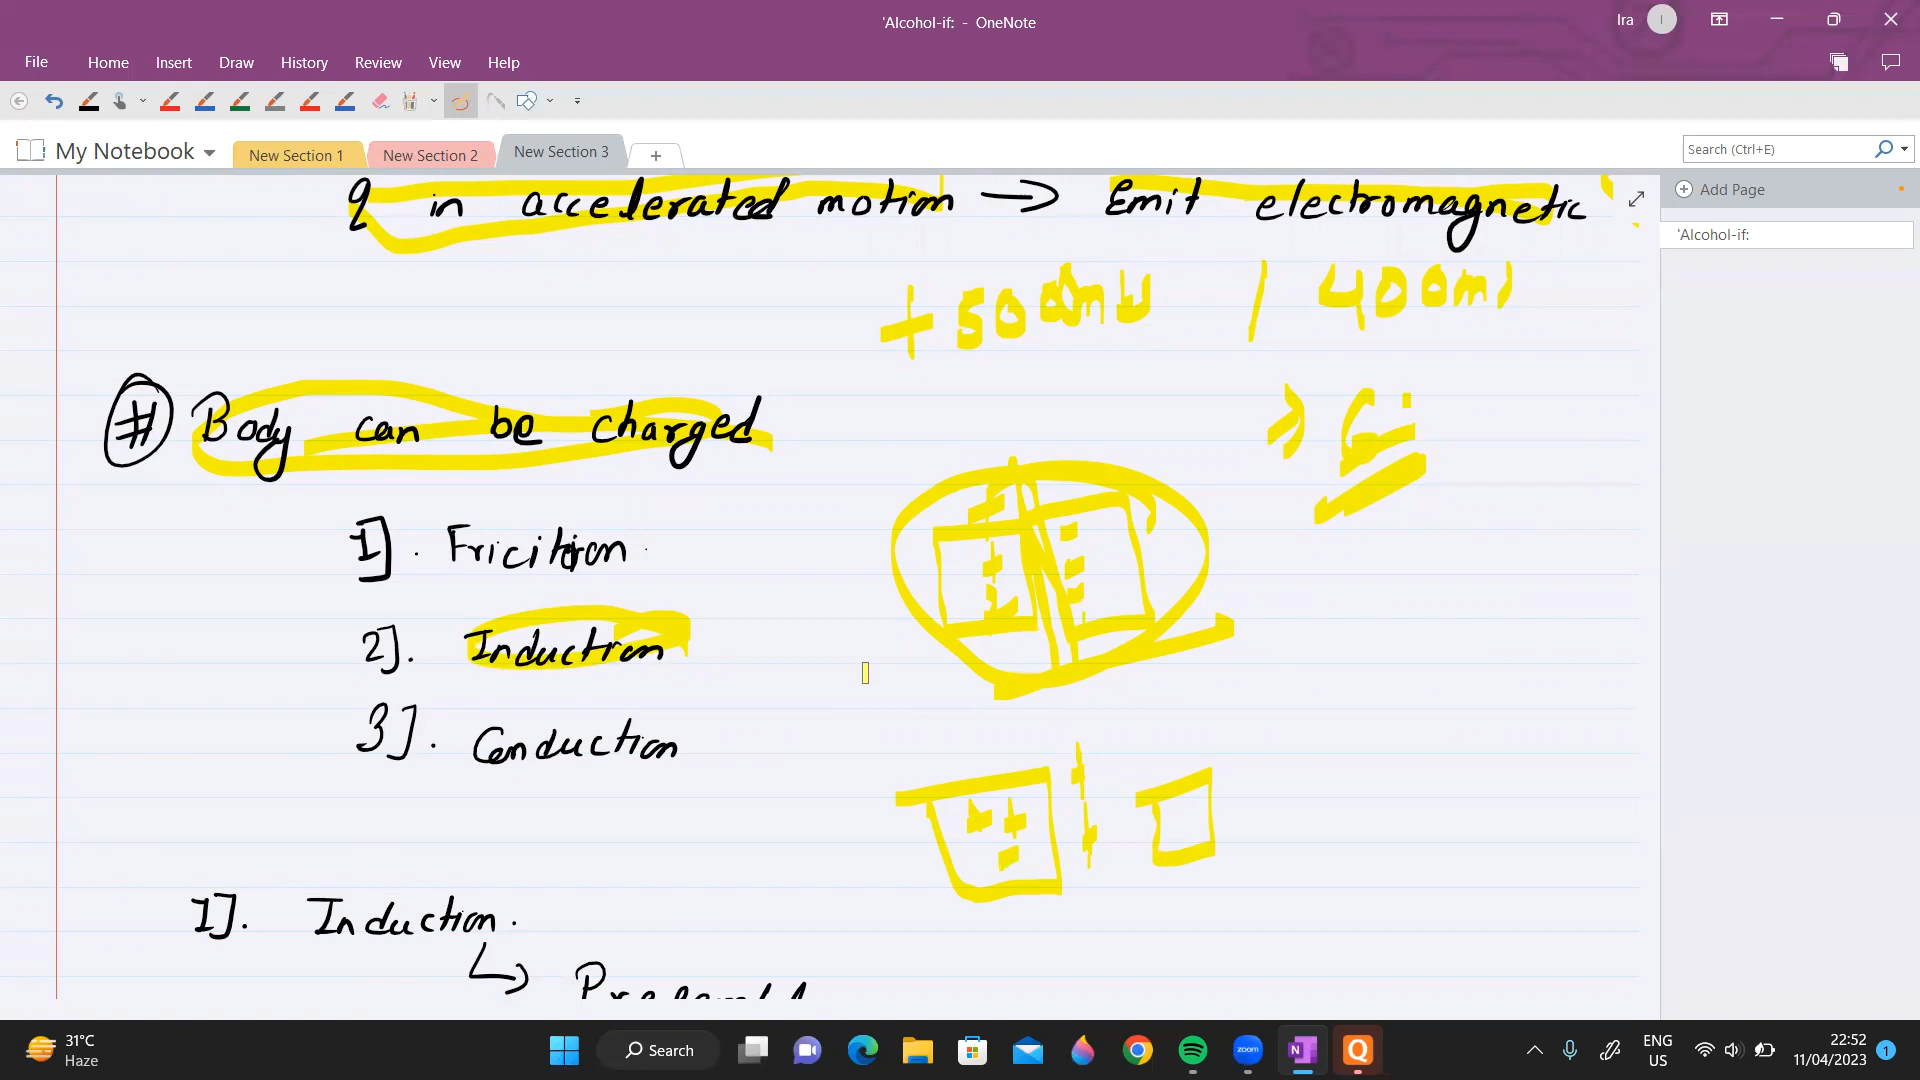 'Alcohol-if: - OneNote
Ira I
File Home Insert Draw History Review View Help
My Notebook New Section 1 New Section 2 New Section 3 +
Search (Ctrl+E)
Add Page
'Alcohol-if:
q in accelerated motion → Emit electromagnetic
# Body can be charged
1]. Fricition
2]. Induction
3]. Conduction
1]. Induction.
31°C
Haze
Search
zoom
ENG
US
22:52
11/04/2023
1